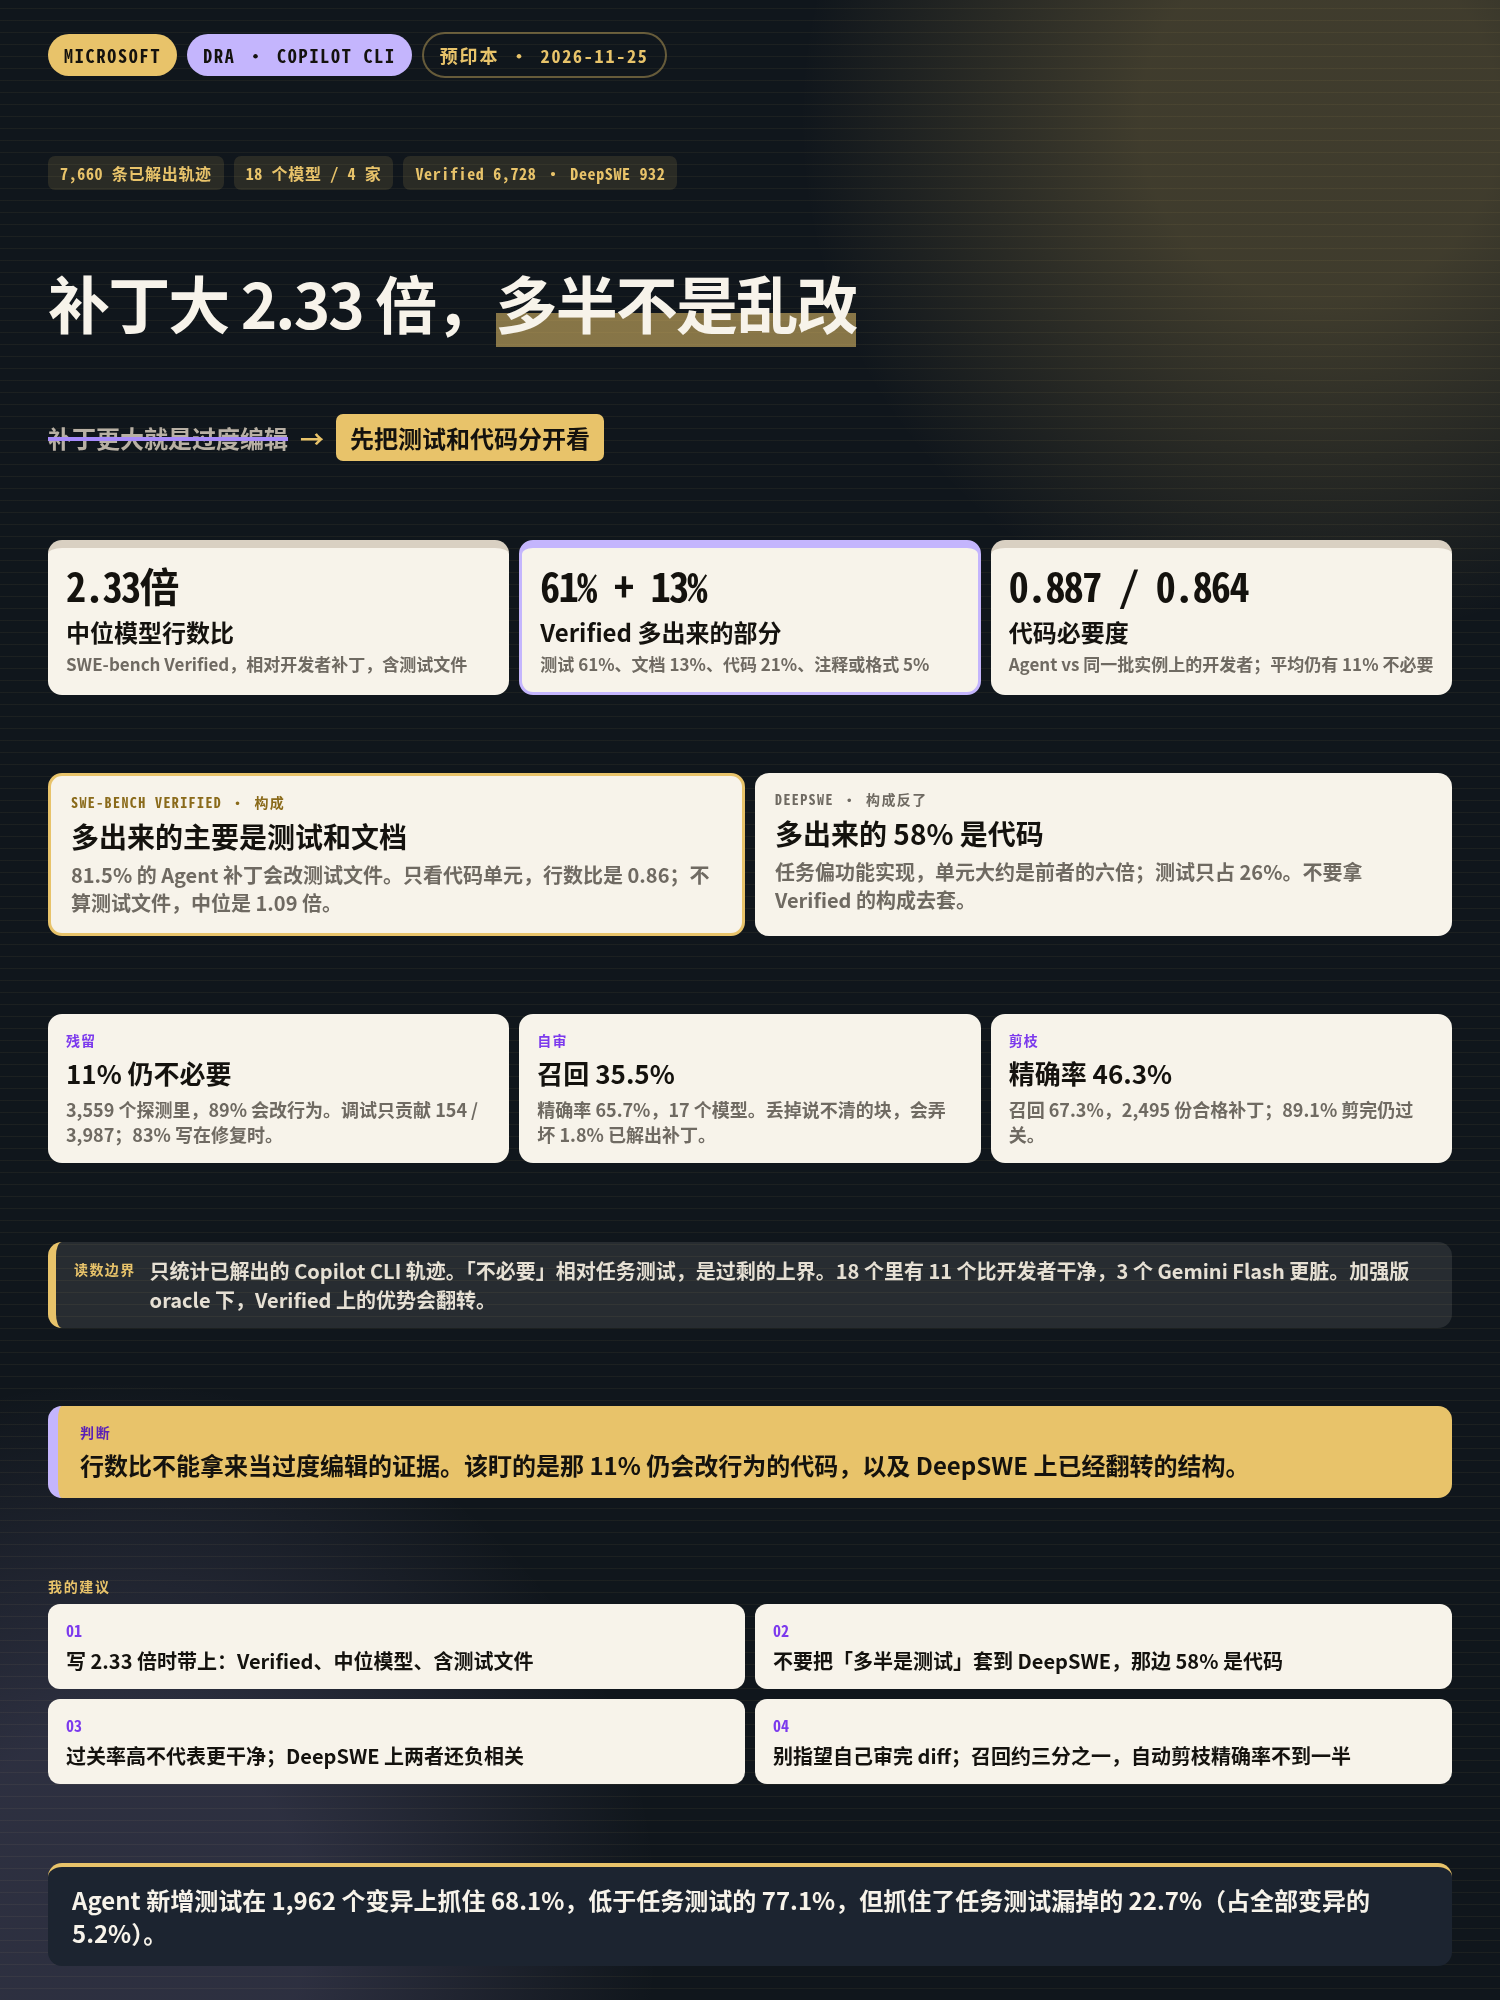 MICROSOFT
DRA · COPILOT CLI
预印本 · 2026-11-25
7,660 条已解出轨迹
18 个模型 / 4 家
Verified 6,728 · DeepSWE 932
补丁大 2.33 倍，多半不是乱改
补丁更大就是过度编辑 → 先把测试和代码分开看
2.33倍
中位模型行数比
SWE-bench Verified，相对开发者补丁，含测试文件
61% + 13%
Verified 多出来的部分
测试 61%、文档 13%、代码 21%、注释或格式 5%
0.887 / 0.864
代码必要度
Agent vs 同一批实例上的开发者；平均仍有 11% 不必要
SWE-BENCH VERIFIED · 构成
多出来的主要是测试和文档
81.5% 的 Agent 补丁会改测试文件。只看代码单元，行数比是 0.86；不
算测试文件，中位是 1.09 倍。
DEEPSWE · 构成反了
多出来的 58% 是代码
任务偏功能实现，单元大约是前者的六倍；测试只占 26%。不要拿
Verified 的构成去套。
残留
11% 仍不必要
3,559 个探测里，89% 会改行为。调试只贡献 154 /
3,987；83% 写在修复时。
自审
召回 35.5%
精确率 65.7%，17 个模型。丢掉说不清的块，会弄
坏 1.8% 已解出补丁。
剪枝
精确率 46.3%
召回 67.3%，2,495 份合格补丁；89.1% 剪完仍过
关。
读数边界
只统计已解出的 Copilot CLI 轨迹。「不必要」相对任务测试，是过剩的上界。18 个里有 11 个比开发者干净，3 个 Gemini Flash 更脏。加强版
oracle 下，Verified 上的优势会翻转。
判断
行数比不能拿来当过度编辑的证据。该盯的是那 11% 仍会改行为的代码，以及 DeepSWE 上已经翻转的结构。
我的建议
01
写 2.33 倍时带上：Verified、中位模型、含测试文件
02
不要把「多半是测试」套到 DeepSWE，那边 58% 是代码
03
过关率高不代表更干净；DeepSWE 上两者还负相关
04
别指望自己审完 diff；召回约三分之一，自动剪枝精确率不到一半
Agent 新增测试在 1,962 个变异上抓住 68.1%，低于任务测试的 77.1%，但抓住了任务测试漏掉的 22.7%（占全部变异的
5.2%）。